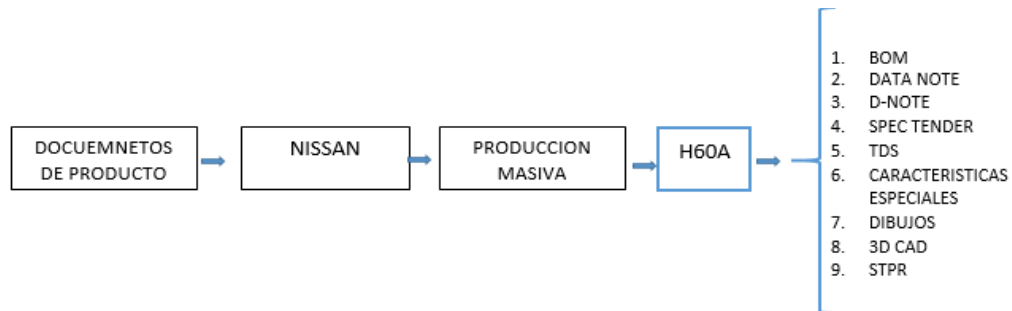 DOCUEMNETOS
DE PRODUCTO
NISSAN
PRODUCCION
MASIVA
H60A
1. BOM
2. DATA NOTE
3. D-NOTE
4. SPEC TENDER
5. TDS
6. CARACTERISTICAS
ESPECIALES
7. DIBUJOS
8. 3D CAD
9. STPR